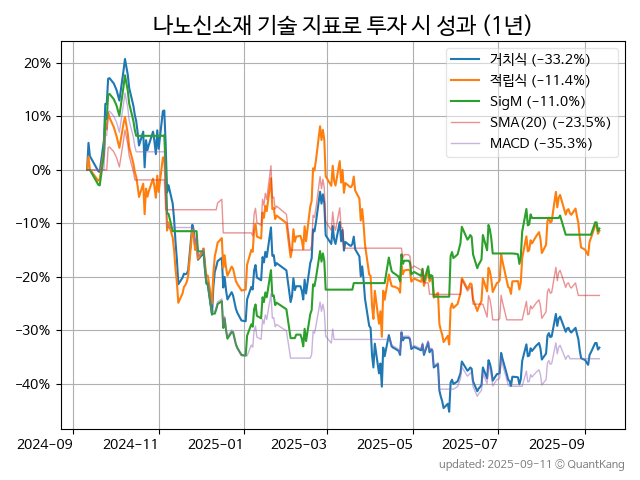 나노신소재 기술 지표로 투자 시 성과 (1년)
거치식 (−33.2%)
적립식 (−11.4%)
SigM (−11.0%)
SMA(20) (−23.5%)
MACD (−35.3%)
20%
10%
0%
−10%
−20%
−30%
−40%
2024-09 2024-11 2025-01 2025-03 2025-05 2025-07 2025-09
updated: 2025-09-11 © QuantKang